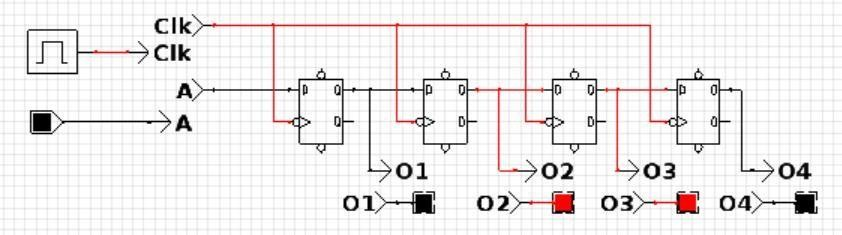 Clk
Clk
A
D D D D D D D D
A
O O O O
O1 O2 O3 O4
O1 O2 O3 O4